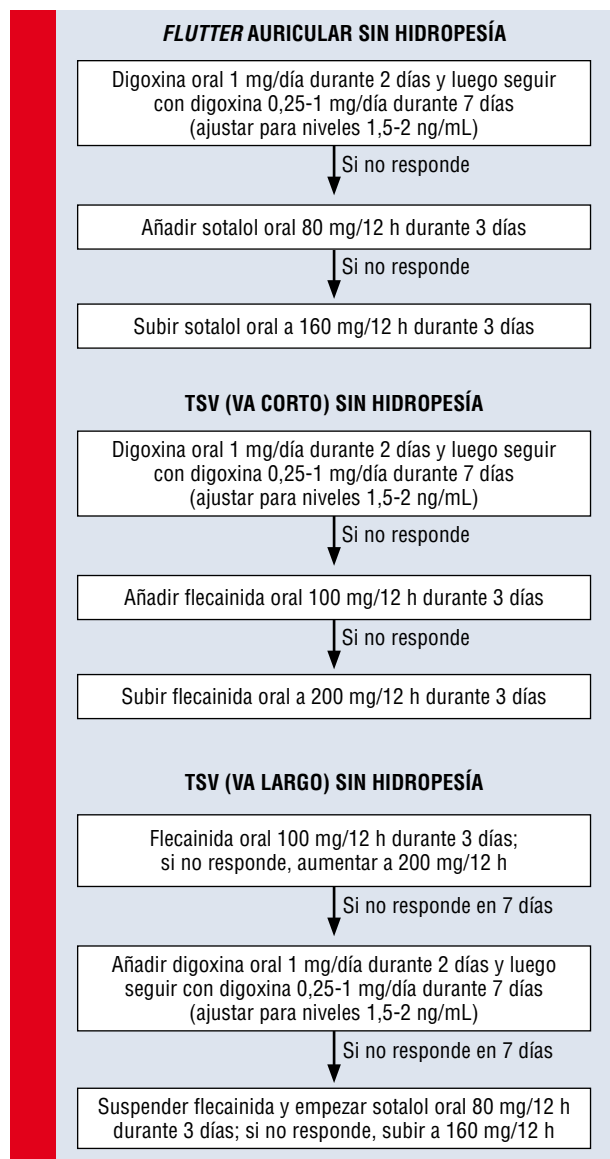 FLUTTER AURICULAR SIN HIDROPESÍA
Digoxina oral 1 mg/día durante 2 días y luego seguir
con digoxina 0,25-1 mg/día durante 7 días
(ajustar para niveles 1,5-2 ng/mL)
Si no responde
Añadir sotalol oral 80 mg/12 h durante 3 días
Si no responde
Subir sotalol oral a 160 mg/12 h durante 3 días
TSV (VA CORTO) SIN HIDROPESÍA
Digoxina oral 1 mg/día durante 2 días y luego seguir
con digoxina 0,25-1 mg/día durante 7 días
(ajustar para niveles 1,5-2 ng/mL)
Si no responde
Añadir flecainida oral 100 mg/12 h durante 3 días
Si no responde
Subir flecainida oral a 200 mg/12 h durante 3 días
TSV (VA LARGO) SIN HIDROPESÍA
Flecainida oral 100 mg/12 h durante 3 días;
si no responde, aumentar a 200 mg/12 h
Si no responde en 7 días
Añadir digoxina oral 1 mg/día durante 2 días y luego
seguir con digoxina 0,25-1 mg/día durante 7 días
(ajustar para niveles 1,5-2 ng/mL)
Si no responde en 7 días
Suspender flecainida y empezar sotalol oral 80 mg/12 h
durante 3 días; si no responde, subir a 160 mg/12 h